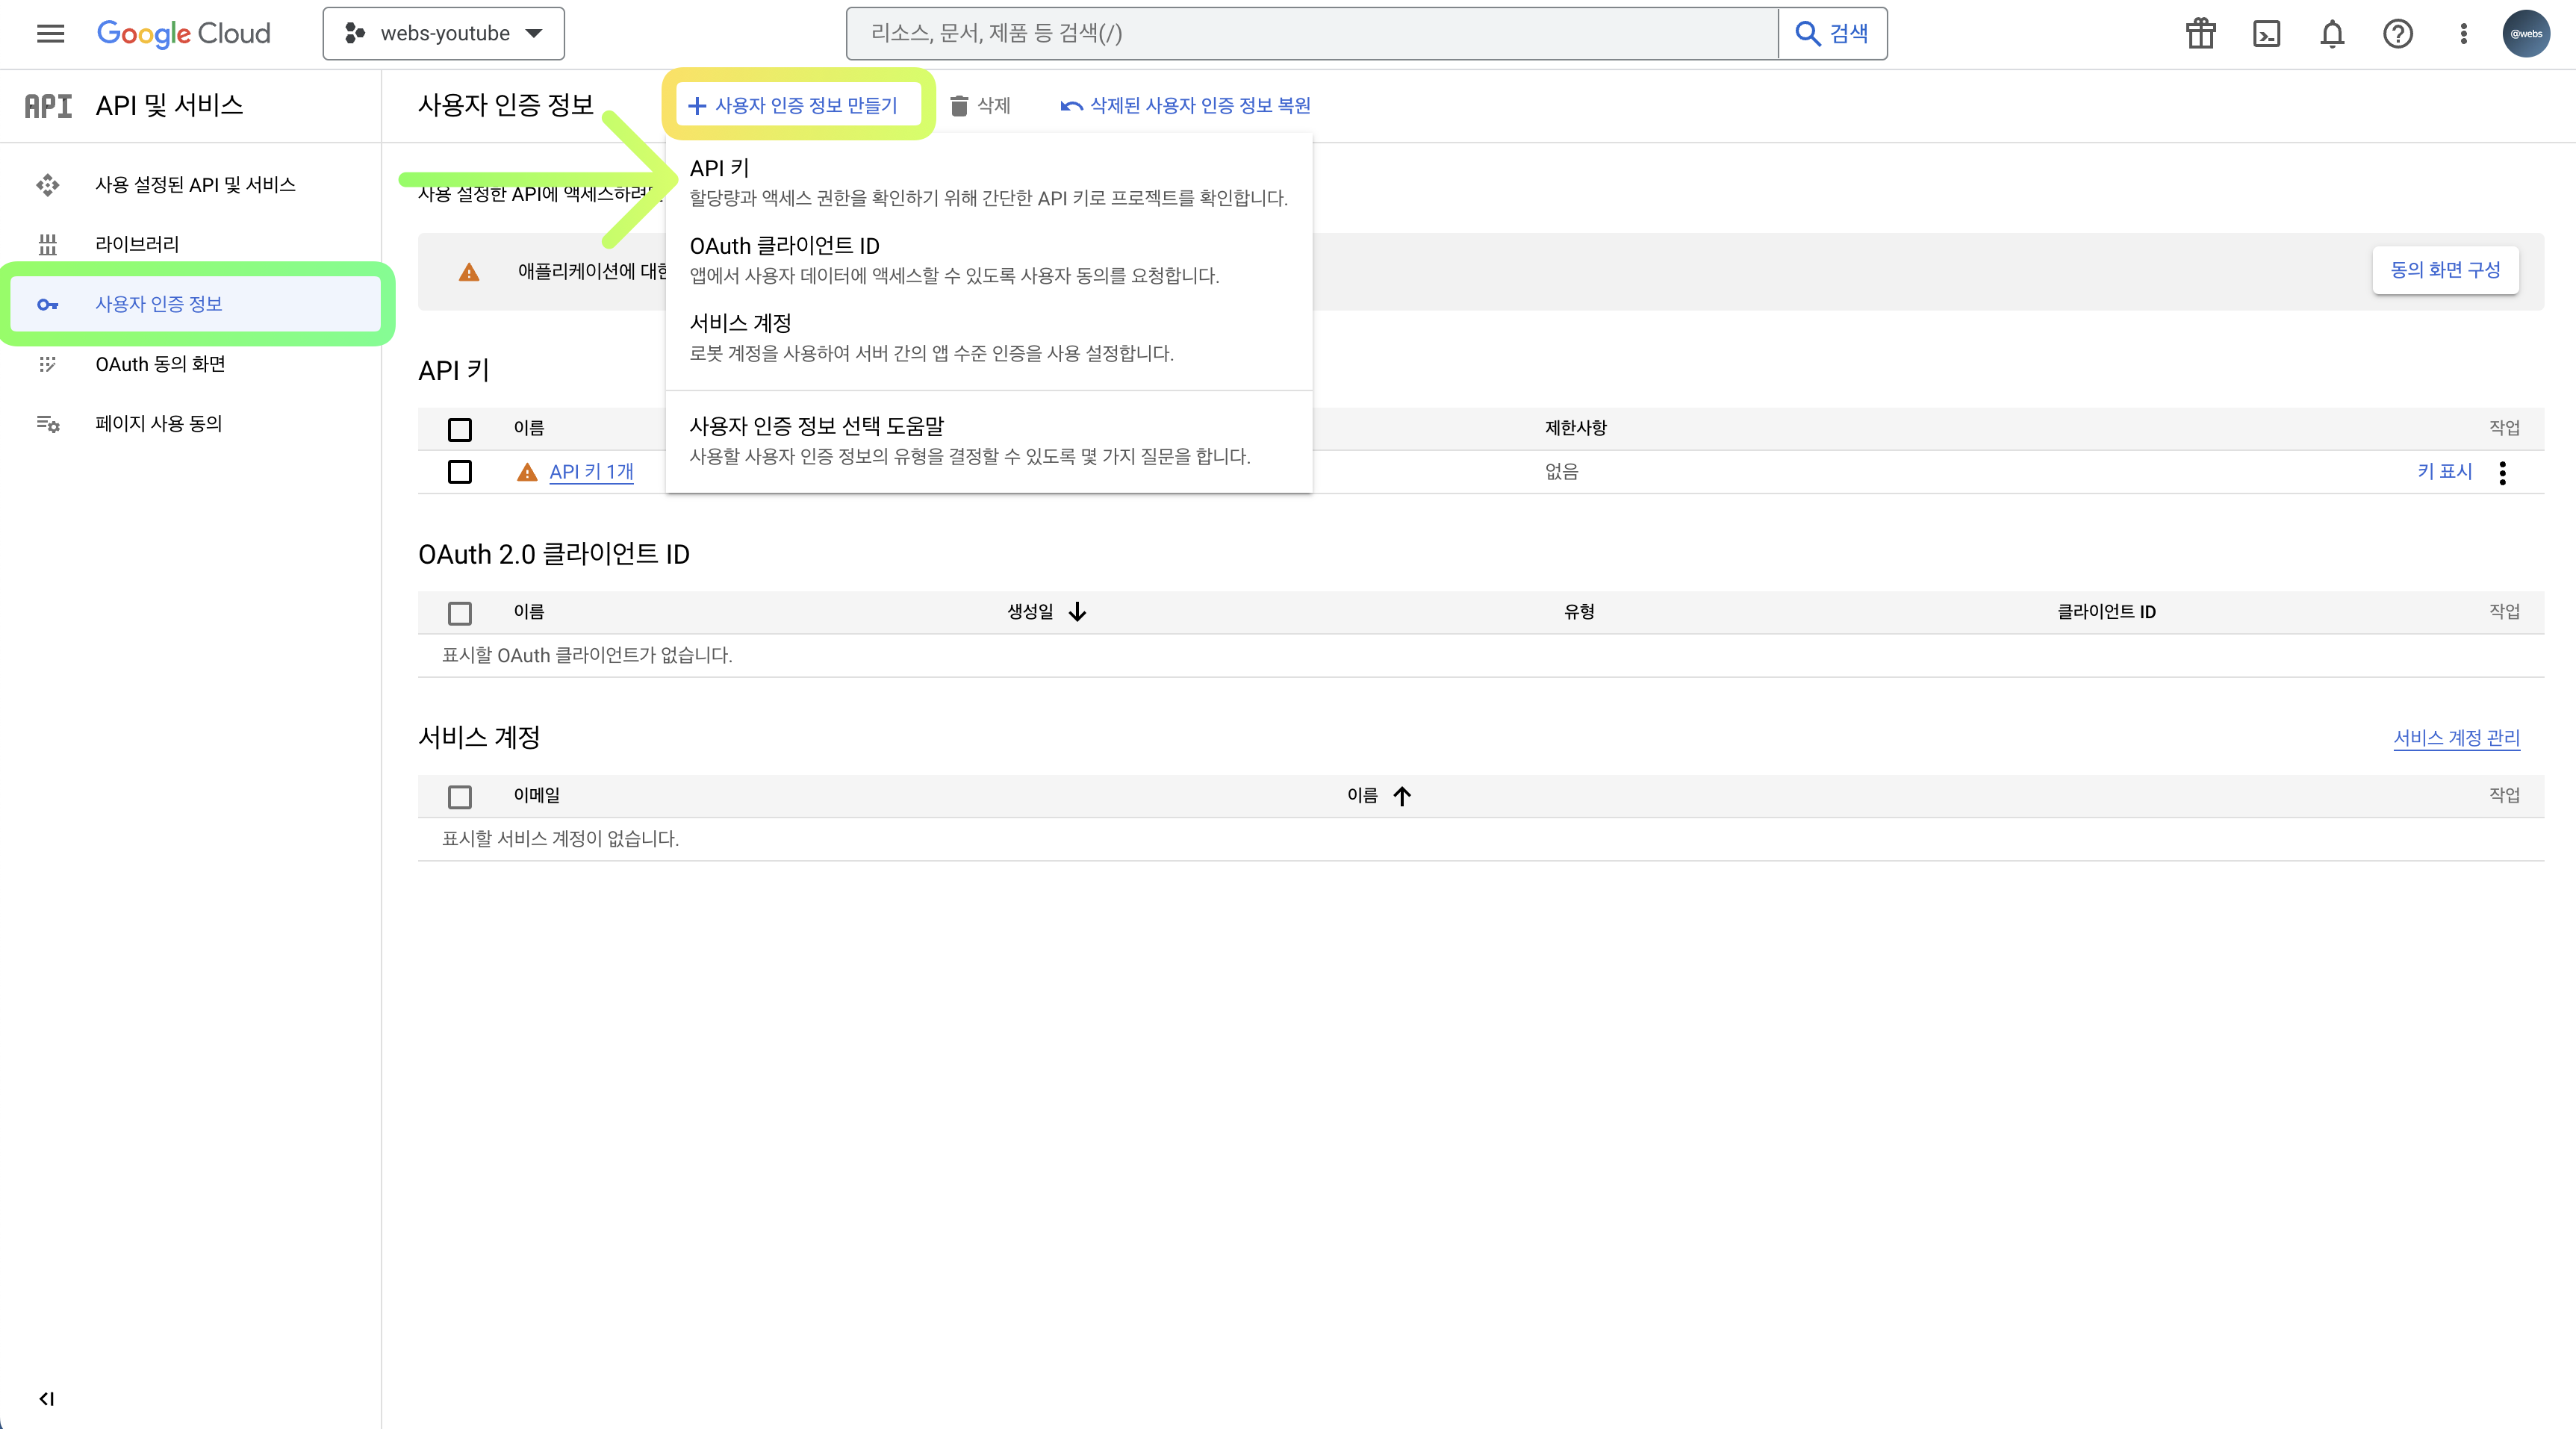 Google Cloud
webs-youtube
리소스, 문서, 제품 등 검색(/)
검색
@webs
API
API 및 서비스
사용 설정된 API 및 서비스
라이브러리
사용자 인증 정보
OAuth 동의 화면
페이지 사용 동의
사용자 인증 정보
사용자 인증 정보 만들기
삭제
삭제된 사용자 인증 정보 복원
사용 설정한 API에 액세스하려
애플리케이션에 대한
동의 화면 구성
API 키
할당량과 액세스 권한을 확인하기 위해 간단한 API 키로 프로젝트를 확인합니다.
OAuth 클라이언트 ID
앱에서 사용자 데이터에 액세스할 수 있도록 사용자 동의를 요청합니다.
서비스 계정
로봇 계정을 사용하여 서버 간의 앱 수준 인증을 사용 설정합니다.
사용자 인증 정보 선택 도움말
사용할 사용자 인증 정보의 유형을 결정할 수 있도록 몇 가지 질문을 합니다.
API 키
이름
제한사항
작업
API 키 1개
없음
키 표시
OAuth 2.0 클라이언트 ID
이름
생성일
유형
클라이언트 ID
작업
표시할 OAuth 클라이언트가 없습니다.
서비스 계정
서비스 계정 관리
이메일
이름
작업
표시할 서비스 계정이 없습니다.